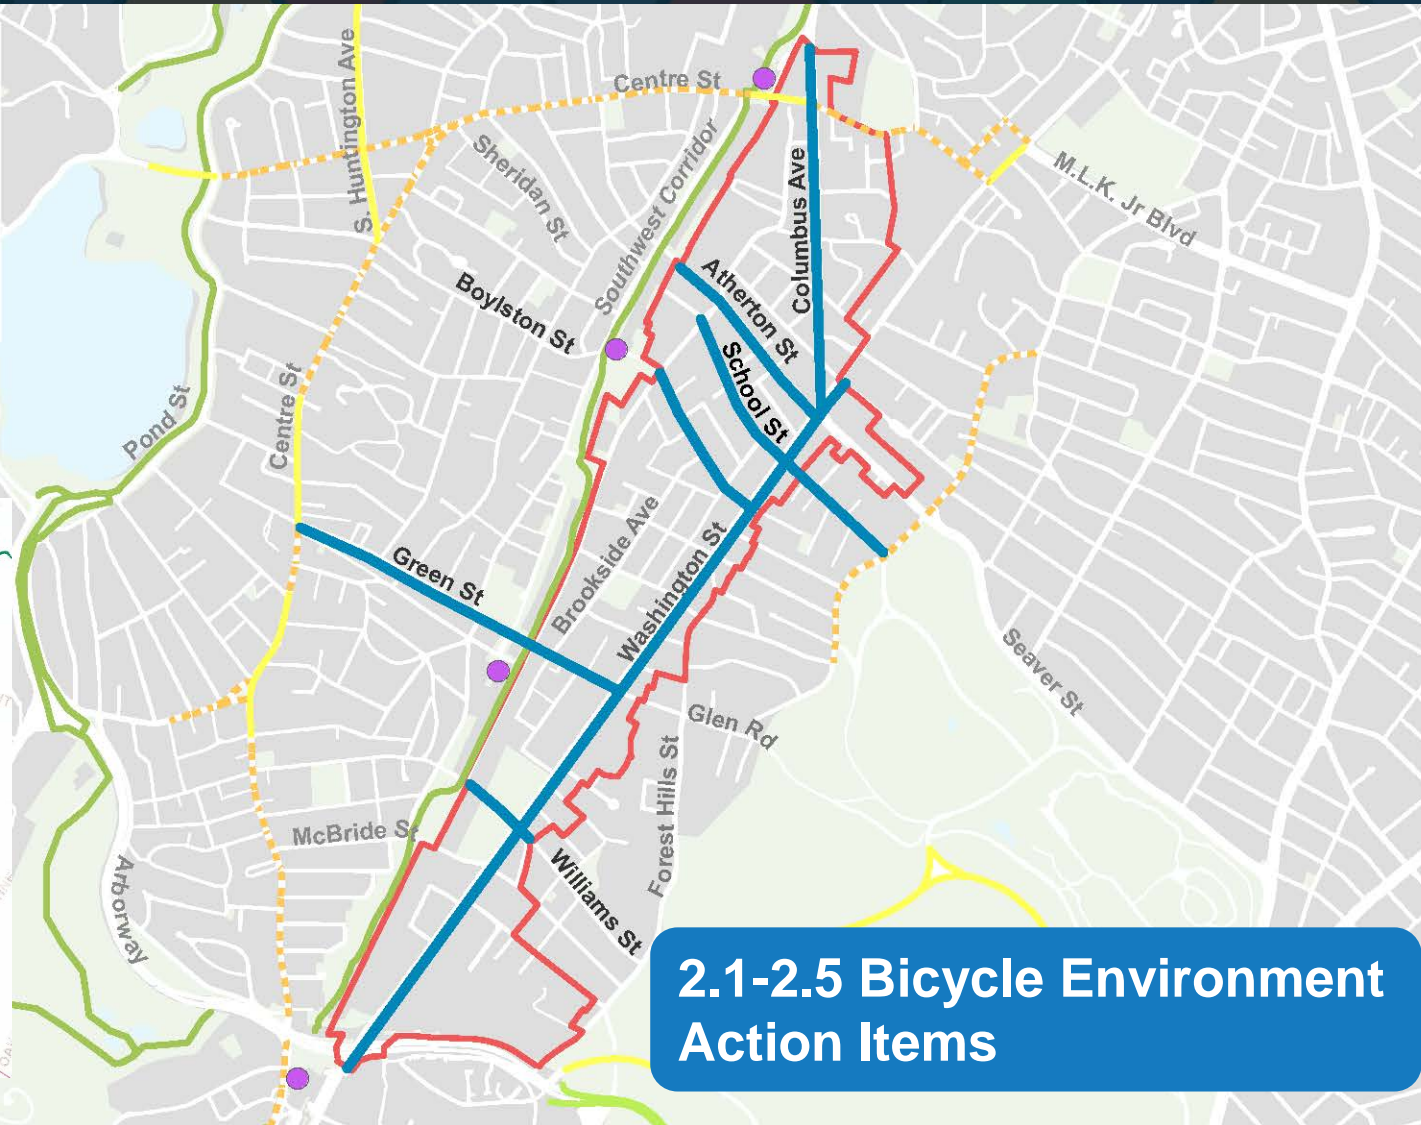 S. Huntington Ave
Centre St
Sheridan St
Southwest Corridor
Columbus Ave
M.L.K. Jr Blvd
Boylston St
Atherton St
School St
Pond St
Centre St
Green St
Brookside Ave
Washington St
Seaver St
Glen Rd
Forest Hills St
McBride St
Williams St
Arborway
2.1-2.5 Bicycle Environment
Action Items